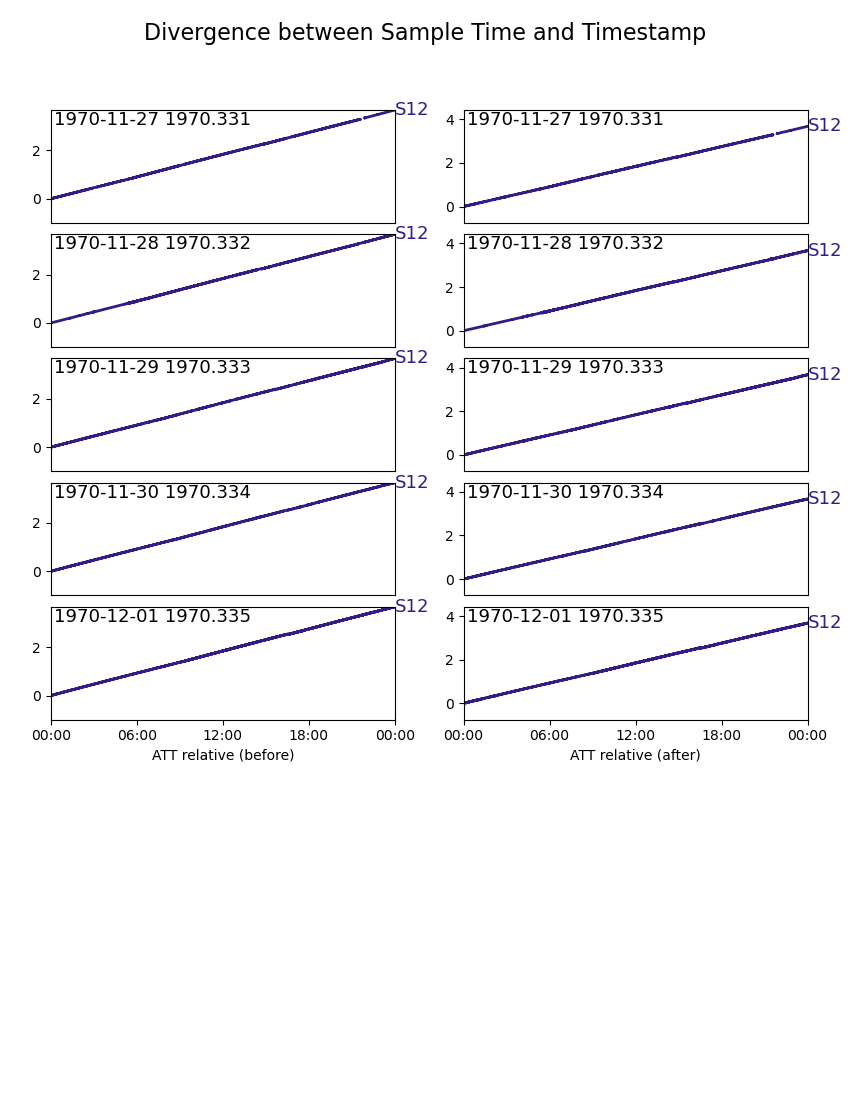 Divergence between Sample Time and Timestamp
1970-11-27 1970.331
S12
2
0
1970-11-27 1970.331
S12
4
2
0
1970-11-28 1970.332
S12
2
0
1970-11-28 1970.332
S12
4
2
0
1970-11-29 1970.333
S12
2
0
1970-11-29 1970.333
S12
4
2
0
1970-11-30 1970.334
S12
2
0
1970-11-30 1970.334
S12
4
2
0
1970-12-01 1970.335
S12
2
0
00:00 06:00 12:00 18:00 00:00
ATT relative (before)
1970-12-01 1970.335
S12
4
2
0
00:00 06:00 12:00 18:00 00:00
ATT relative (after)